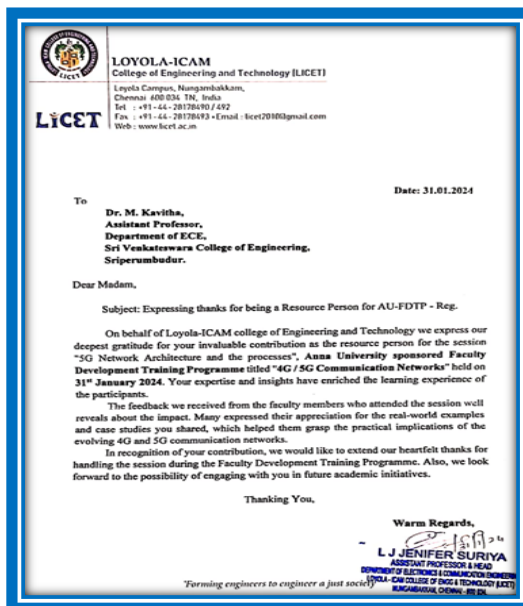 LOYOLA-ICAM
College of Engineering and Technology (LICET)
Loyola Campus, Nungambakkam,
Chennai 600 034 TN, India
Tel : +91-44-28178490 / 492
Fax : +91-44-28178493 • Email : licet2010@gmail.com
Web : www.licet.ac.in
LICET
LICET
Date: 31.01.2024
To
Dr. M. Kavitha,
Assistant Professor,
Department of ECE,
Sri Venkateswara College of Engineering,
Sriperumbudur.
Dear Madam,
Subject: Expressing thanks for being a Resource Person for AU-FDTP - Reg.
On behalf of Loyola-ICAM college of Engineering and Technology we express our
deepest gratitude for your invaluable contribution as the resource person for the session
"5G Network Architecture and the processes", Anna University sponsored Faculty
Development Training Programme titled "4G / 5G Communication Networks" held on
31st January 2024. Your expertise and insights have enriched the learning experience of
the participants.
The feedback we received from the faculty members who attended the session well
reveals about the impact. Many expressed their appreciation for the real-world examples
and case studies you shared, which helped them grasp the practical implications of the
evolving 4G and 5G communication networks.
In recognition of your contribution, we would like to extend our heartfelt thanks for
handling the session during the Faculty Development Training Programme. Also, we look
forward to the possibility of engaging with you in future academic initiatives.
Thanking You,
Warm Regards,
L J JENIFER SURIYA
ASSISTANT PROFESSOR & HEAD
DEPARTMENT OF ELECTRONICS & COMMUNICATION ENGINEERING
LOYOLA - ICAM COLLEGE OF ENGG & TECHNOLOGY (LICET)
NUNGAMBAKKAM, CHENNAI - 600 034.
"Forming engineers to engineer a just society"